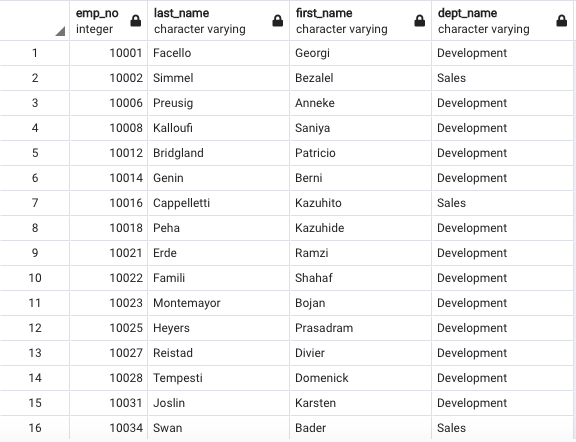 emp_no last_name first_name dept_name
integer character varying character varying character varying
1 10001 Facello Georgi Development
2 10002 Simmel Bezalel Sales
3 10006 Preusig Anneke Development
4 10008 Kalloufi Saniya Development
5 10012 Bridgland Patricio Development
6 10014 Genin Berni Development
7 10016 Cappelletti Kazuhito Sales
8 10018 Peha Kazuhide Development
9 10021 Erde Ramzi Development
10 10022 Famili Shahaf Development
11 10023 Montemayor Bojan Development
12 10025 Heyers Prasadram Development
13 10027 Reistad Divier Development
14 10028 Tempesti Domenick Development
15 10031 Joslin Karsten Development
16 10034 Swan Bader Sales